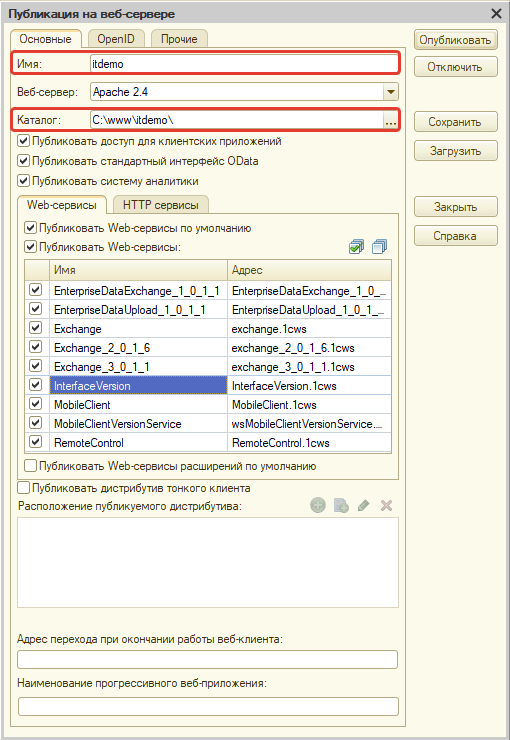 Публикация на веб-сервере
Основные OpenID Прочие
Опубликовать
Имя: itdemo
Отключить
Веб-сервер: Apache 2.4
Каталог: C:\www\itdemo\ ...
Сохранить
Публиковать доступ для клиентских приложений
Загрузить
Публиковать стандартный интерфейс OData
Публиковать систему аналитики
Web-сервисы HTTP сервисы
Закрыть
Публиковать Web-сервисы по умолчанию
Справка
Публиковать Web-сервисы:
Имя Адрес
EnterpriseDataExchange_1_0_1_1 EnterpriseDataExchange_1_0_...
EnterpriseDataUpload_1_0_1_1 EnterpriseDataUpload_1_0_1_...
Exchange exchange.1cws
Exchange_2_0_1_6 exchange_2_0_1_6.1cws
Exchange_3_0_1_1 exchange_3_0_1_1.1cws
InterfaceVersion InterfaceVersion.1cws
MobileClient MobileClient.1cws
MobileClientVersionService wsMobileClientVersionService....
RemoteControl RemoteControl.1cws
Публиковать Web-сервисы расширений по умолчанию
Публиковать дистрибутив тонкого клиента
Расположение публикуемого дистрибутива:
Адрес перехода при окончании работы веб-клиента:
Наименование прогрессивного веб-приложения: